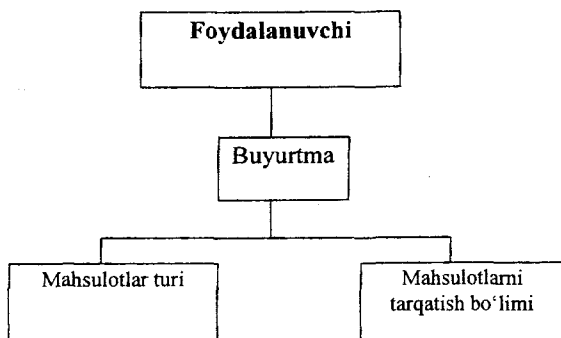 Foydalanuvchi
Buyurtma
Mahsulotlar turi
Mahsulotlarni
tarqatish bo‘limi